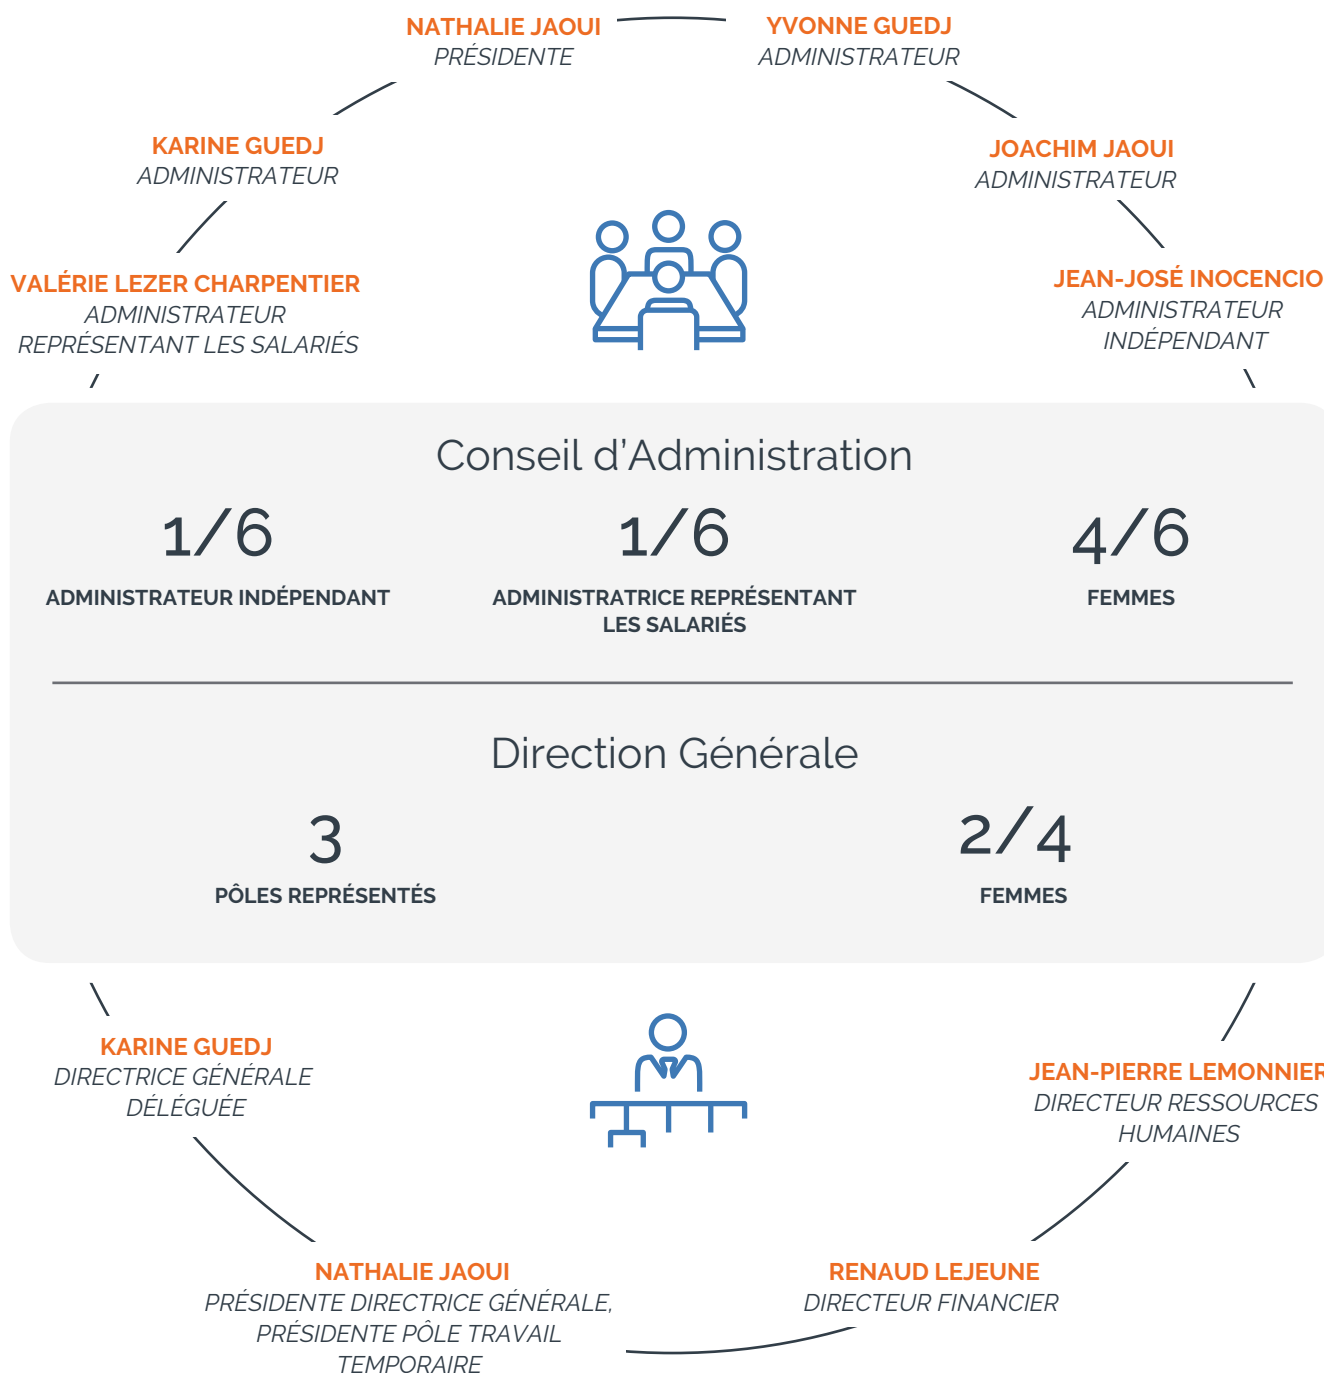 NATHALIE JAOUI
PRÉSIDENTE
YVONNE GUEDJ
ADMINISTRATEUR
KARINE GUEDJ
ADMINISTRATEUR
JOACHIM JAOUI
ADMINISTRATEUR
VALÉRIE LEZER CHARPENTIER
ADMINISTRATEUR
REPRÉSENTANT LES SALARIÉS
JEAN-JOSÉ INOCENCIO
ADMINISTRATEUR
INDÉPENDANT
Conseil d'Administration
1/6
ADMINISTRATEUR INDÉPENDANT
1/6
ADMINISTRATRICE REPRÉSENTANT
LES SALARIÉS
4/6
FEMMES
Direction Générale
3
PÔLES REPRÉSENTÉS
2/4
FEMMES
KARINE GUEDJ
DIRECTRICE GÉNÉRALE
DÉLÉGUÉE
JEAN-PIERRE LEMONNIER
DIRECTEUR RESSOURCES
HUMAINES
NATHALIE JAOUI
PRÉSIDENTE DIRECTRICE GÉNÉRALE,
PRÉSIDENTE PÔLE TRAVAIL
TEMPORAIRE
RENAUD LEJEUNE
DIRECTEUR FINANCIER